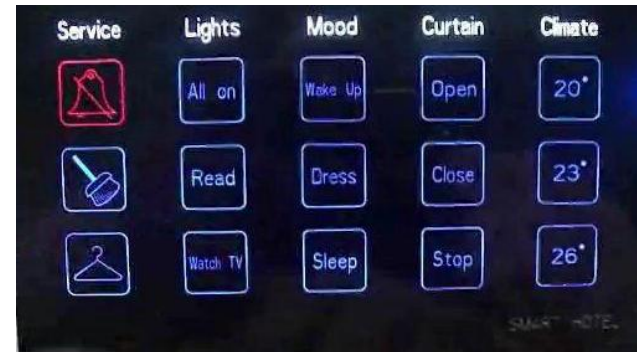 Service Lights Mood Curtain Climate
All on Wake Up Open 20°
Read Dress Close 23°
Watch TV Sleep Stop 26°
SMART HOTEL